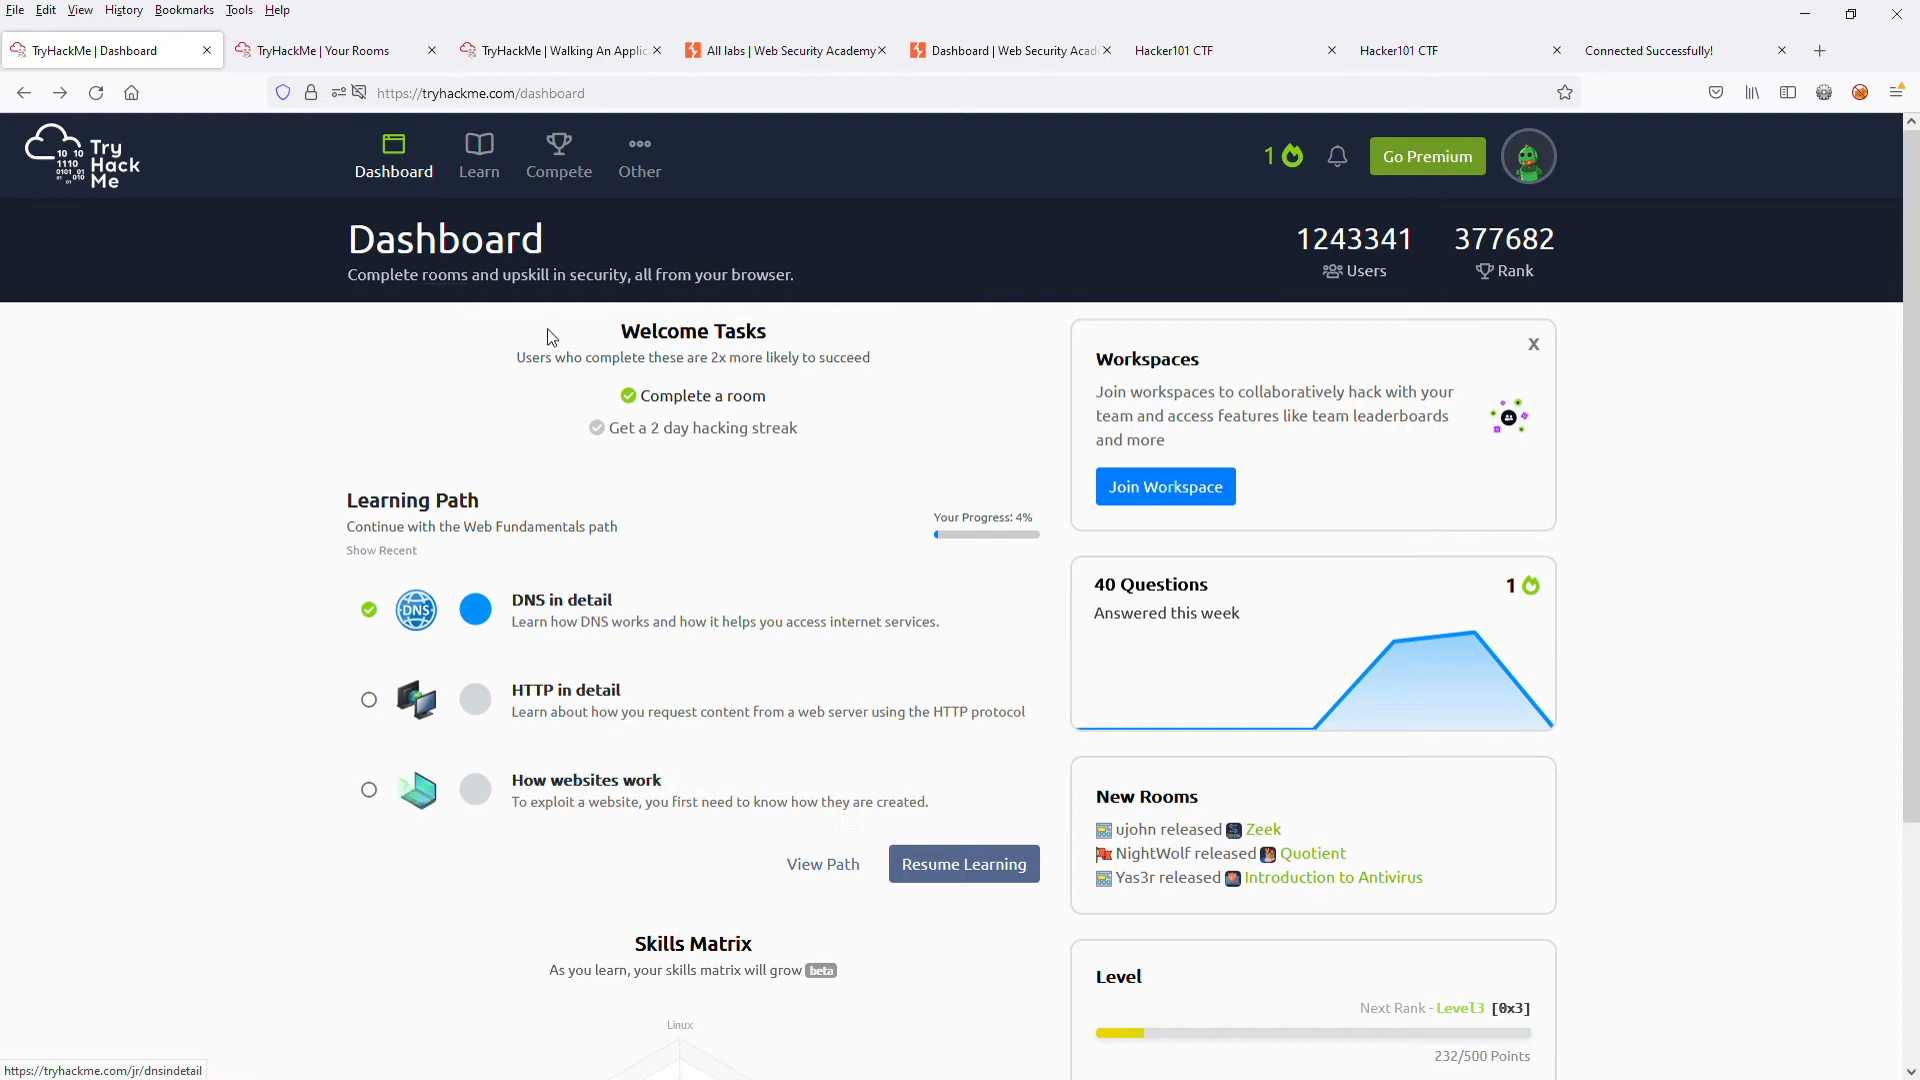 File Edit View History Bookmarks Tools Help
TryHackMe | Dashboard
TryHackMe | Your Rooms
TryHackMe | Walking An Applic
All labs | Web Security Academy
Dashboard | Web Security Acad
Hacker101 CTF
Hacker101 CTF
Connected Successfully!
https://tryhackme.com/dashboard
Try
Hack
Me
10 10
1110
0101 01
Dashboard
Learn
Compete
Other
1
Go Premium
Dashboard
Complete rooms and upskill in security, all from your browser.
1243341
Users
377682
Rank
Welcome Tasks
Users who complete these are 2x more likely to succeed
Complete a room
Get a 2 day hacking streak
Learning Path
Continue with the Web Fundamentals path
Show Recent
Your Progress: 4%
DNS
DNS in detail
Learn how DNS works and how it helps you access internet services.
HTTP in detail
Learn about how you request content from a web server using the HTTP protocol
How websites work
To exploit a website, you first need to know how they are created.
View Path
Resume Learning
Skills Matrix
As you learn, your skills matrix will grow beta
Linux
Workspaces
X
Join workspaces to collaboratively hack with your
team and access features like team leaderboards
and more
Join Workspace
40 Questions
1
Answered this week
New Rooms
ujohn released Zeek
NightWolf released Quotient
Yas3r released Introduction to Antivirus
Level
Next Rank - Level3 [0x3]
232/500 Points
https://tryhackme.com/jr/dnsindetail